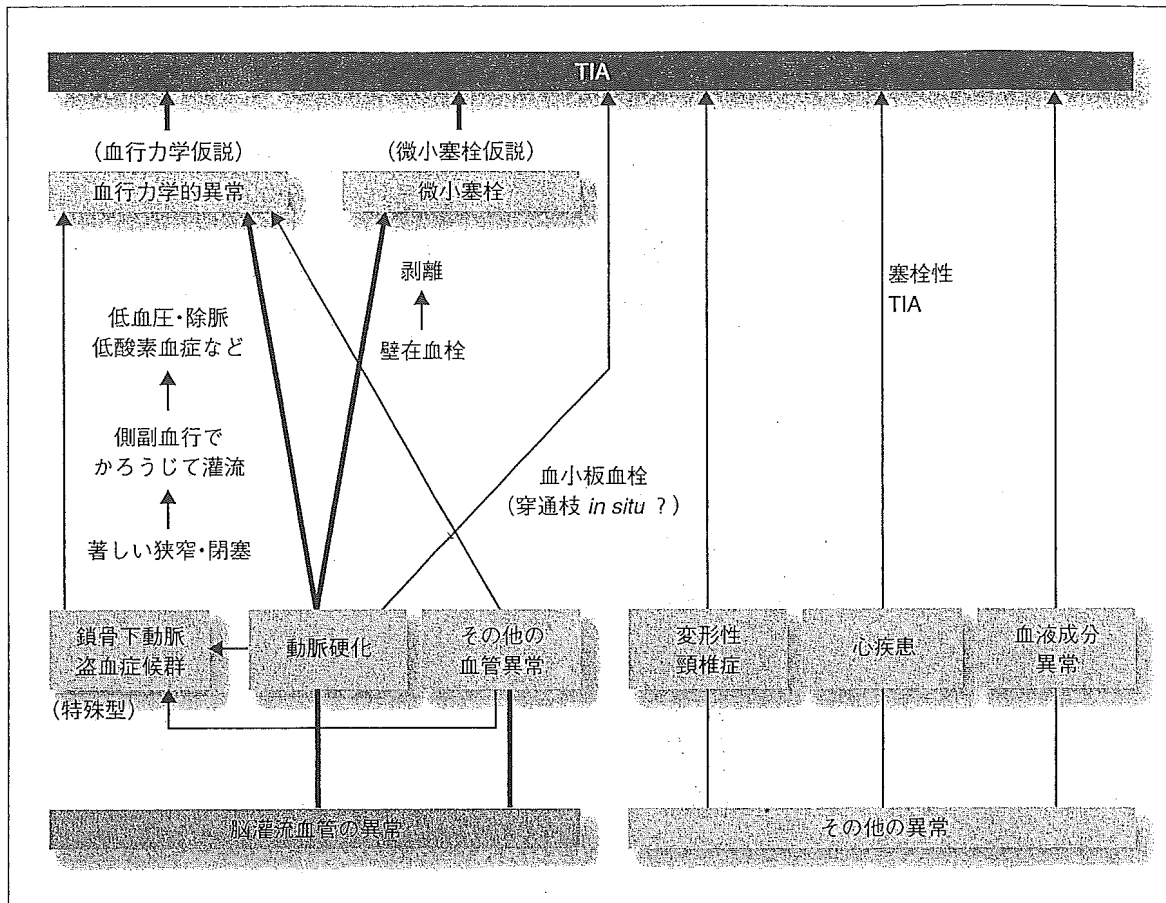 TIA
（血行力学仮説）
血行力学的異常
（微小塞栓仮説）
微小塞栓
剥離
壁在血栓
低血圧・除脈
低酸素血症など
側副血行で
かろうじて灌流
著しい狭窄・閉塞
塞栓性
TIA
血小板血栓
（穿通枝 in situ ？）
鎖骨下動脈
盗血症候群
（特殊型）
動脈硬化
その他の
血管異常
変形性
頸椎症
心疾患
血液成分
異常
脳灌流血管の異常
その他の異常